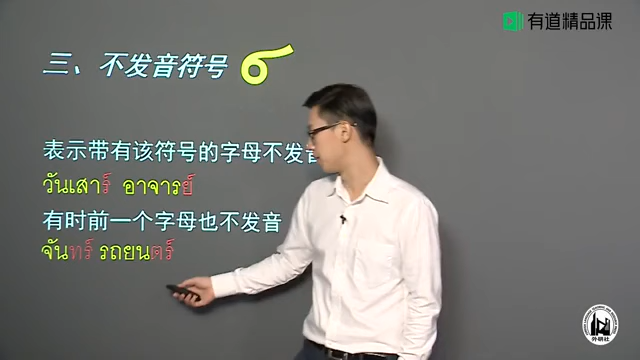 有道精品课
三、不发音符号 ์
表示带有该符号的字母不发音
วันเสาร์ อาจารย์
有时前一个字母也不发音
จันทร์ รถยนตร์
外研社